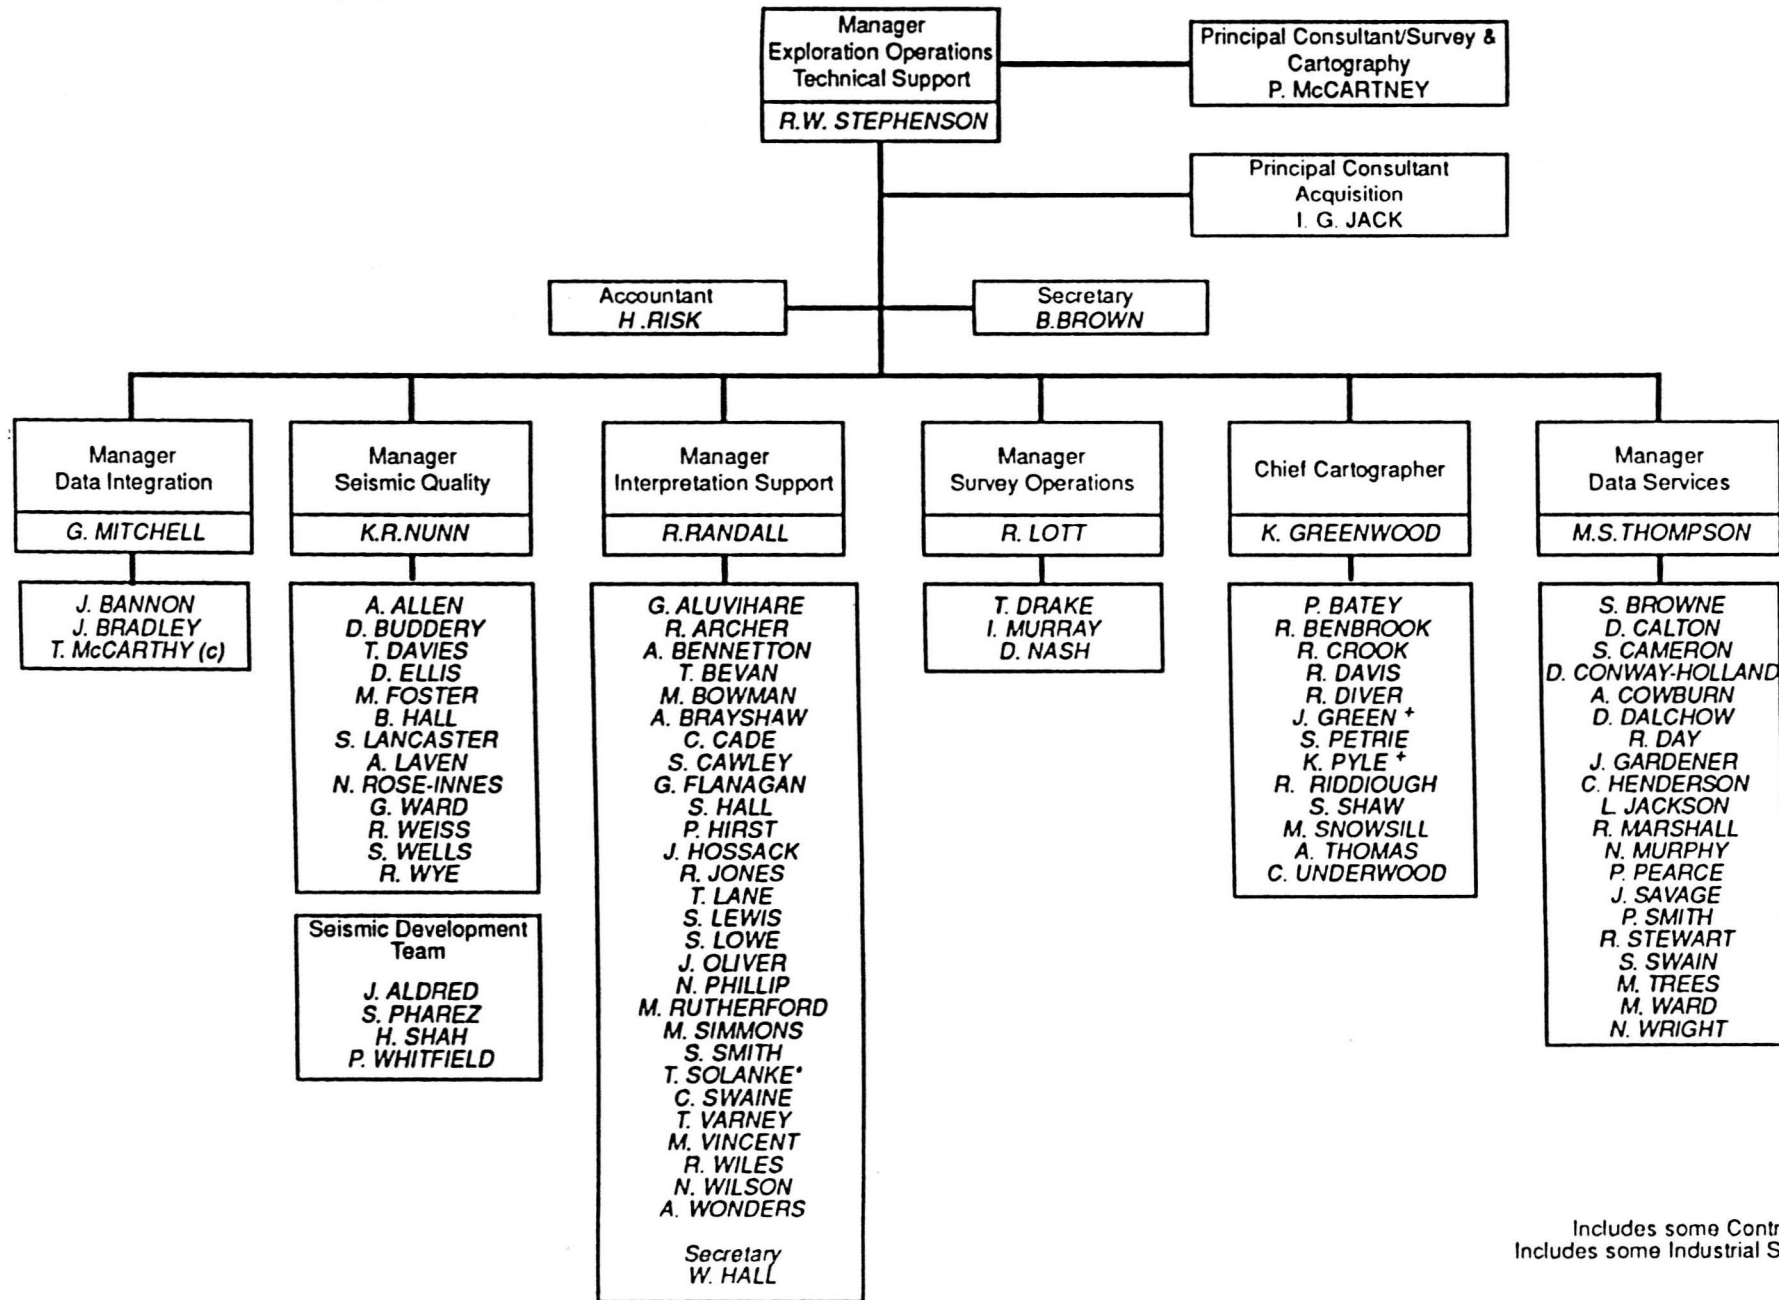 Manager
Exploration Operations
Technical Support
R.W. STEPHENSON
Principal Consultant/Survey &
Cartography
P. McCARTNEY
Principal Consultant
Acquisition
I. G. JACK
Accountant
H .RISK
Secretary
B.BROWN
Manager
Data Integration
G. MITCHELL
J. BANNON
J. BRADLEY
T. McCARTHY (c)
Manager
Seismic Quality
K.R.NUNN
A. ALLEN
D. BUDDERY
T. DAVIES
D. ELLIS
M. FOSTER
B. HALL
S. LANCASTER
A. LAVEN
N. ROSE-INNES
G. WARD
R. WEISS
S. WELLS
R. WYE
Seismic Development
Team
J. ALDRED
S. PHAREZ
H. SHAH
P. WHITFIELD
Manager
Interpretation Support
R.RANDALL
G. ALUVIHARE
R. ARCHER
A. BENNETTON
T. BEVAN
M. BOWMAN
A. BRAYSHAW
C. CADE
S. CAWLEY
G. FLANAGAN
S. HALL
P. HIRST
J. HOSSACK
R. JONES
T. LANE
S. LEWIS
S. LOWE
J. OLIVER
N. PHILLIP
M. RUTHERFORD
M. SIMMONS
S. SMITH
T. SOLANKE*
C. SWAINE
T. VARNEY
M. VINCENT
R. WILES
N. WILSON
A. WONDERS
Secretary
W. HALL
Manager
Survey Operations
R. LOTT
T. DRAKE
I. MURRAY
D. NASH
Chief Cartographer
K. GREENWOOD
P. BATEY
R. BENBROOK
R. CROOK
R. DAVIS
R. DIVER
J. GREEN +
S. PETRIE
K. PYLE +
R. RIDDIOUGH
S. SHAW
M. SNOWSILL
A. THOMAS
C. UNDERWOOD
Manager
Data Services
M.S.THOMPSON
S. BROWNE
D. CALTON
S. CAMERON
D. CONWAY-HOLLAND
A. COWBURN
D. DALCHOW
R. DAY
J. GARDENER
C. HENDERSON
L. JACKSON
R. MARSHALL
N. MURPHY
P. PEARCE
J. SAVAGE
P. SMITH
R. STEWART
S. SWAIN
M. TREES
M. WARD
N. WRIGHT
Includes some Contr
Includes some Industrial S